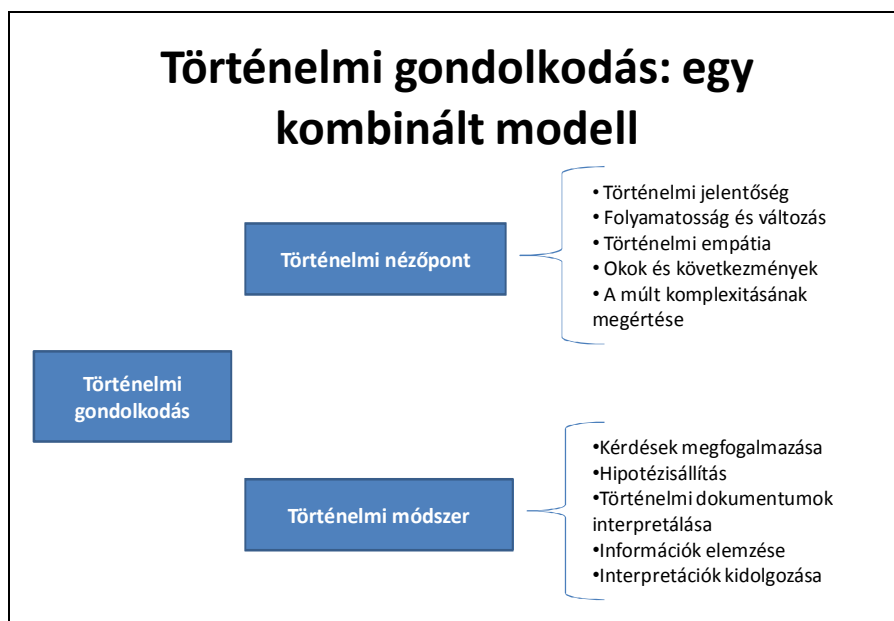 Történelmi gondolkodás: egy
kombinált modell
Történelmi gondolkodás
Történelmi nézőpont
• Történelmi jelentőség
• Folyamatosság és változás
• Történelmi empátia
• Okok és következmények
• A múlt komplexitásának
megértése
Történelmi módszer
•Kérdések megfogalmazása
•Hipotézisállítás
•Történelmi dokumentumok
interpretálása
•Információk elemzése
•Interpretációk kidolgozása